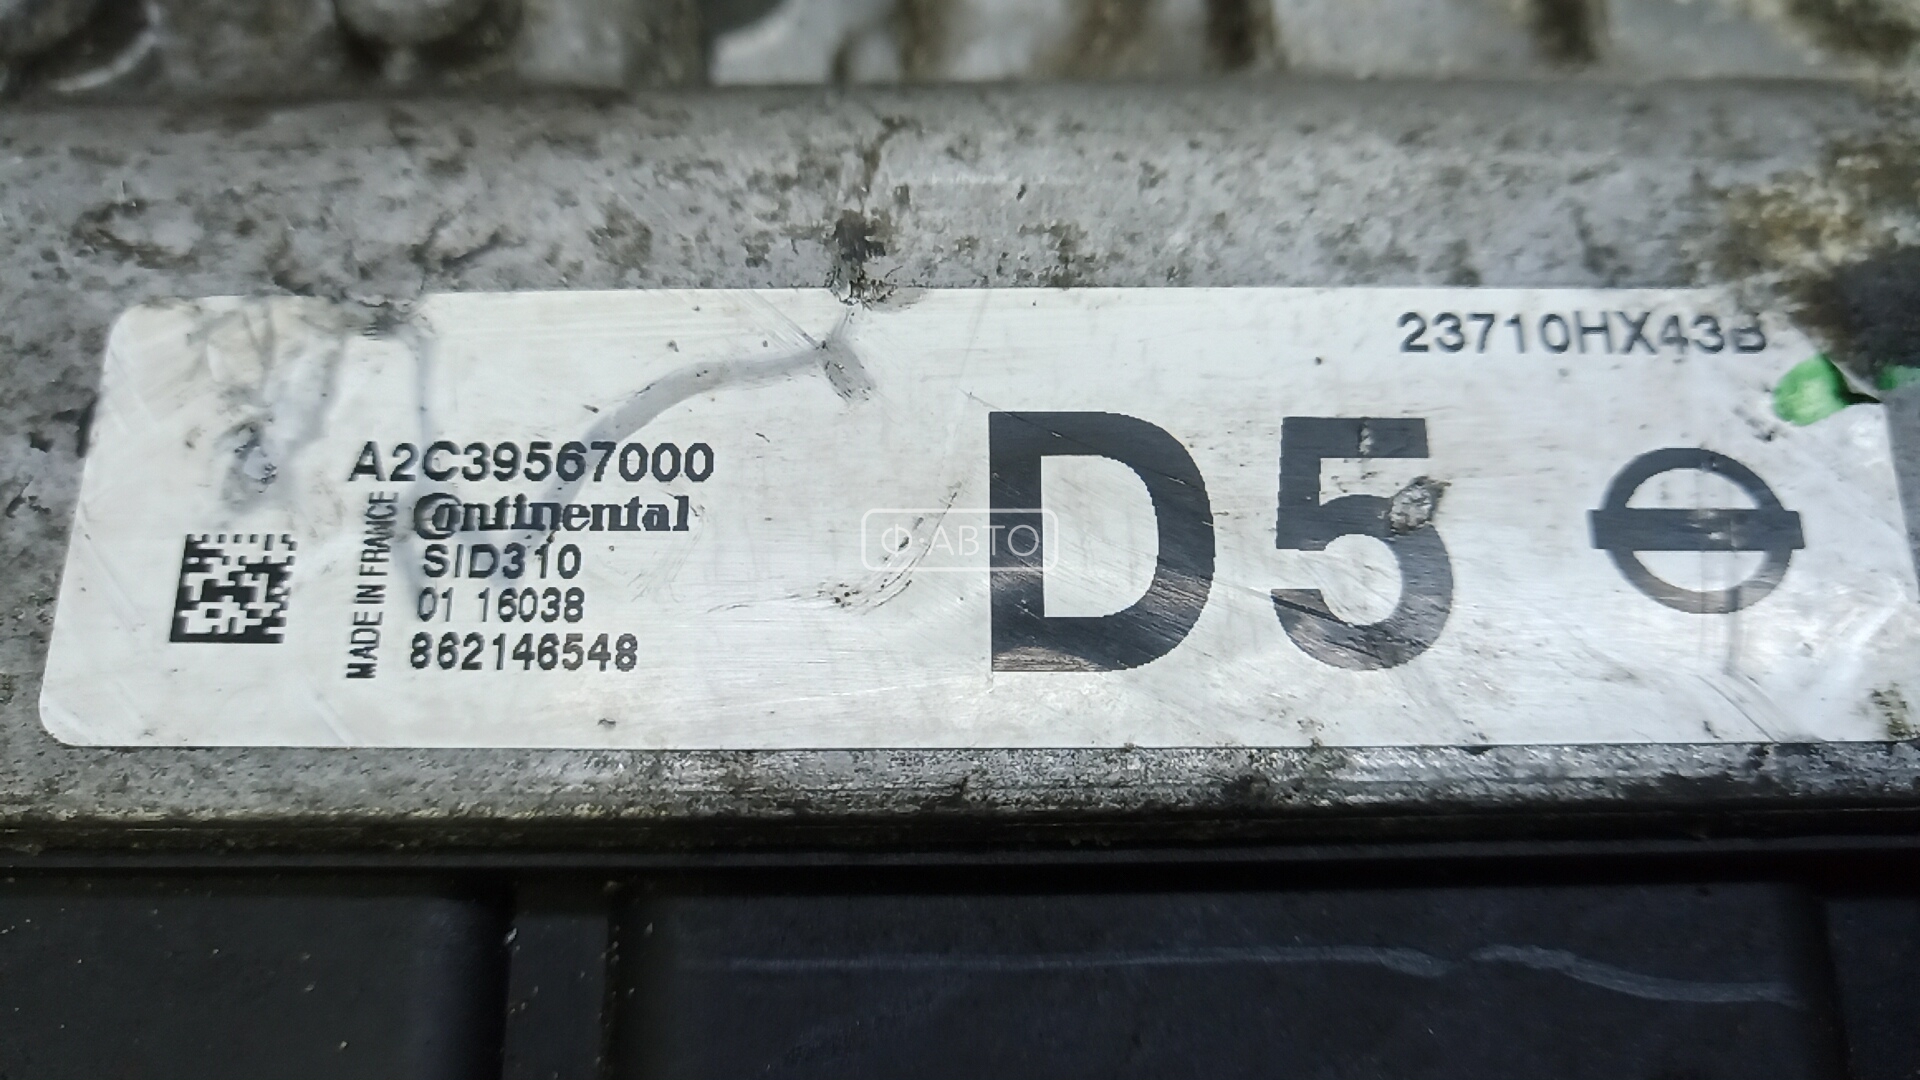 23710HX43B
A2C39567000
Continental
SID310
01 16038
862146548
MADE IN FRANCE
D5
Ф-АВТО